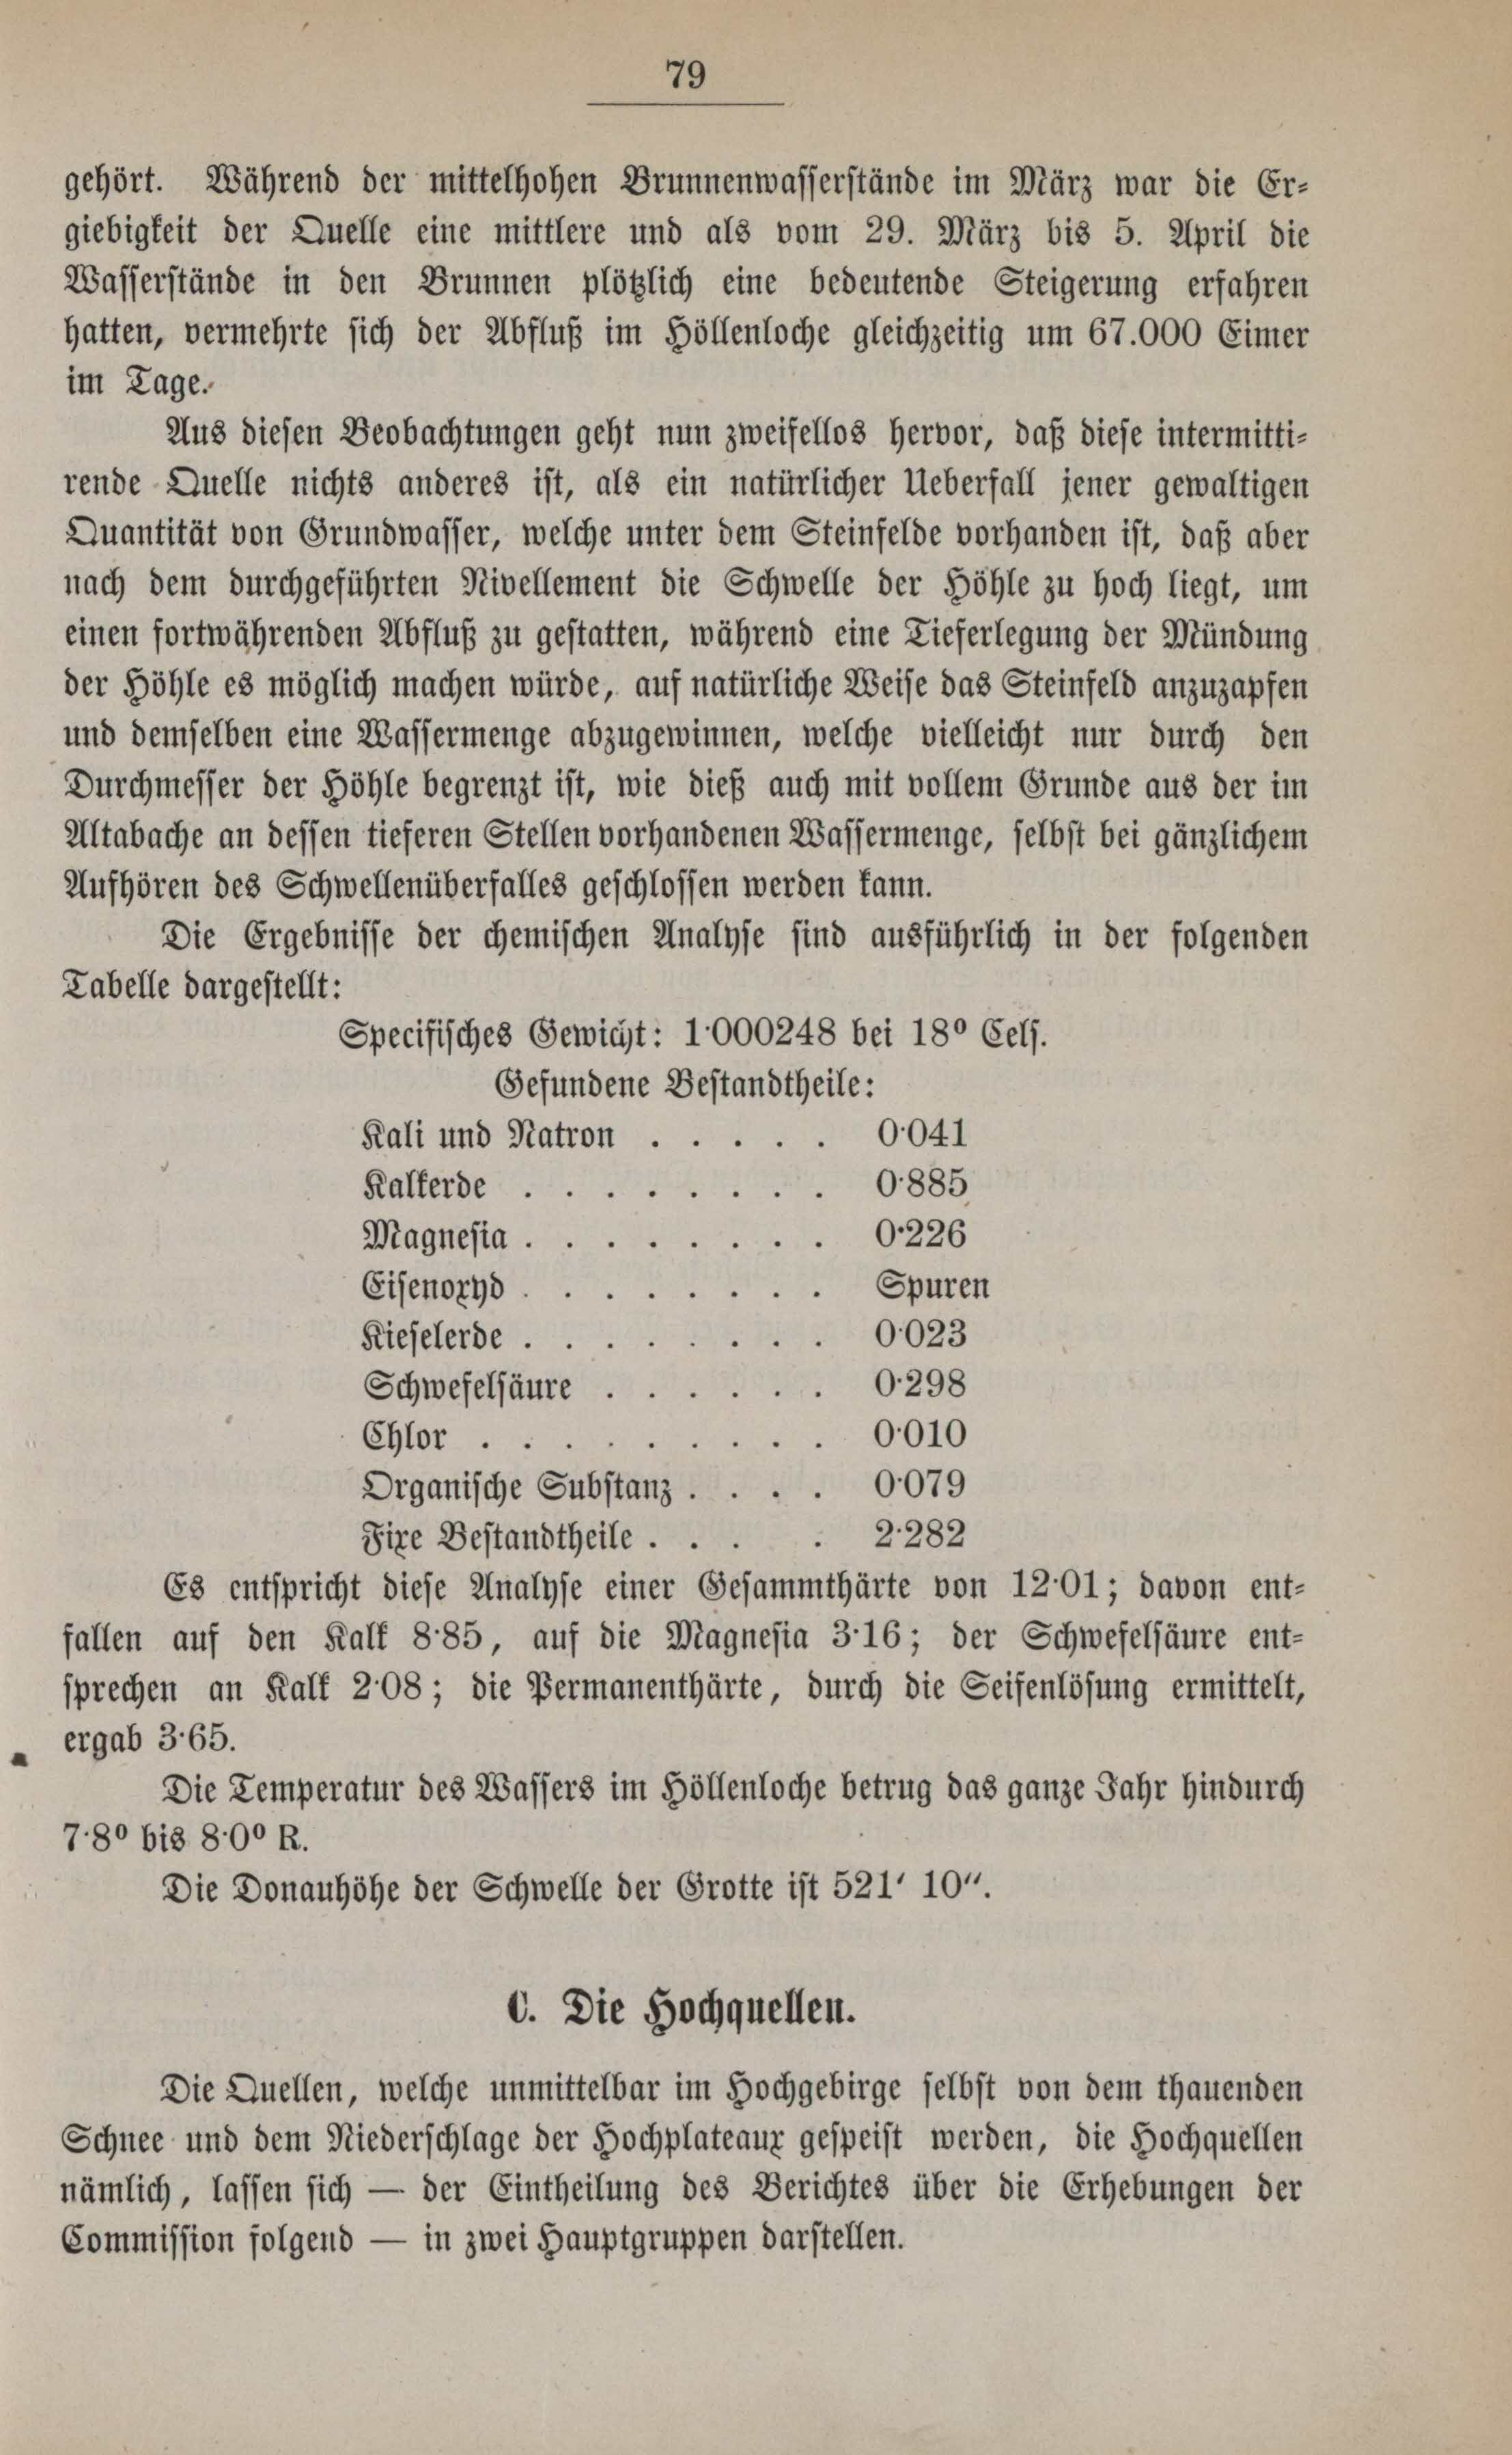 79
gehört. Während der mittelhohen Brunnenwasserstände im März war die Er-
giebigkeit der Quelle eine mittlere und als vom 29. März bis 5. April die
Wasserstände in den Brunnen plötzlich eine bedeutende Steigerung erfahren
hatten, vermehrte sich der Abfluß im Höllenloche gleichzeitig um 67.000 Eimer
im Tage.
Aus diesen Beobachtungen geht nun zweifellos hervor, daß diese intermitti-
rende Quelle nichts anderes ist, als ein natürlicher Ueberfall jener gewaltigen
Quantität von Grundwasser, welche unter dem Steinfelde vorhanden ist, daß aber
nach dem durchgeführten Nivellement die Schwelle der Höhle zu hoch liegt, um
einen fortwährenden Abfluß zu gestatten, während eine Tieferlegung der Mündung
der Höhle es möglich machen würde, auf natürliche Weise das Steinfeld anzuzapfen
und demselben eine Wassermenge abzugewinnen, welche vielleicht nur durch den
Durchmesser der Höhle begrenzt ist, wie dieß auch mit vollem Grunde aus der im
Altabache an dessen tieferen Stellen vorhandenen Wassermenge, selbst bei gänzlichem
Aufhören des Schwellenüberfalles geschlossen werden kann.
Die Ergebnisse der chemischen Analyse sind ausführlich in der folgenden
Tabelle dargestellt:
Specifisches Gewicht: 1·000248 bei 18⁰ Cels.
Gefundene Bestandtheile:
Kali und Natron . . . . . 0·041
Kalkerde . . . . . . . . 0·885
Magnesia . . . . . . . . 0·226
Eisenoxyd . . . . . . . . Spuren
Kieselerde . . . . . . . . 0·023
Schwefelsäure . . . . . . 0·298
Chlor . . . . . . . . . 0·010
Organische Substanz . . . . 0·079
Fixe Bestandtheile . . . . 2·282
Es entspricht diese Analyse einer Gesammthärte von 12·01; davon ent-
fallen auf den Kalk 8·85, auf die Magnesia 3·16; der Schwefelsäure ent-
sprechen an Kalk 2·08; die Permanenthärte, durch die Seifenlösung ermittelt,
ergab 3·65.
Die Temperatur des Wassers im Höllenloche betrug das ganze Jahr hindurch
7·8⁰ bis 8·0⁰ R.
Die Donauhöhe der Schwelle der Grotte ist 521′ 10″.
C. Die Hochquellen.
Die Quellen, welche unmittelbar im Hochgebirge selbst von dem thauenden
Schnee und dem Niederschlage der Hochplateaux gespeist werden, die Hochquellen
nämlich, lassen sich — der Eintheilung des Berichtes über die Erhebungen der
Commission folgend — in zwei Hauptgruppen darstellen.